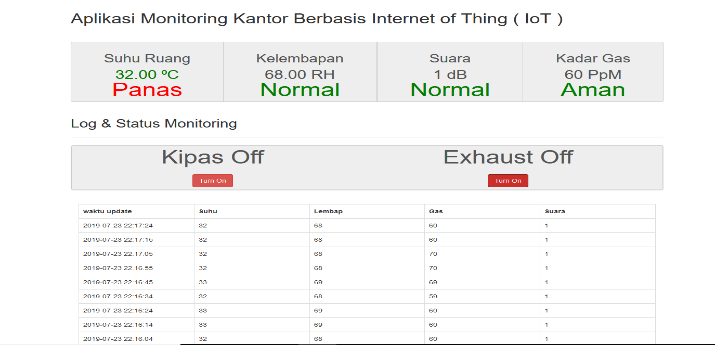 Aplikasi Monitoring Kantor Berbasis Internet of Thing ( IoT )
Suhu Ruang Kelembapan Suara Kadar Gas
32.00 ºC 68.00 RH 1 dB 60 PpM
Panas Normal Normal Aman
Log & Status Monitoring
Kipas Off Exhaust Off
Turn On Turn On
waktu update Suhu Lembap Gas Suara
2019-07-23 22:17:24 32 68 60 1
2019-07-23 22:17:15 32 68 60 1
2019-07-23 22:17:05 32 68 70 1
2019-07-23 22:16:55 32 68 70 1
2019-07-23 22:16:45 33 69 69 1
2019-07-23 22:16:34 32 68 59 1
2019-07-23 22:16:24 33 69 60 1
2019-07-23 22:16:14 33 69 60 1
2019-07-23 22:16:04 32 68 60 1